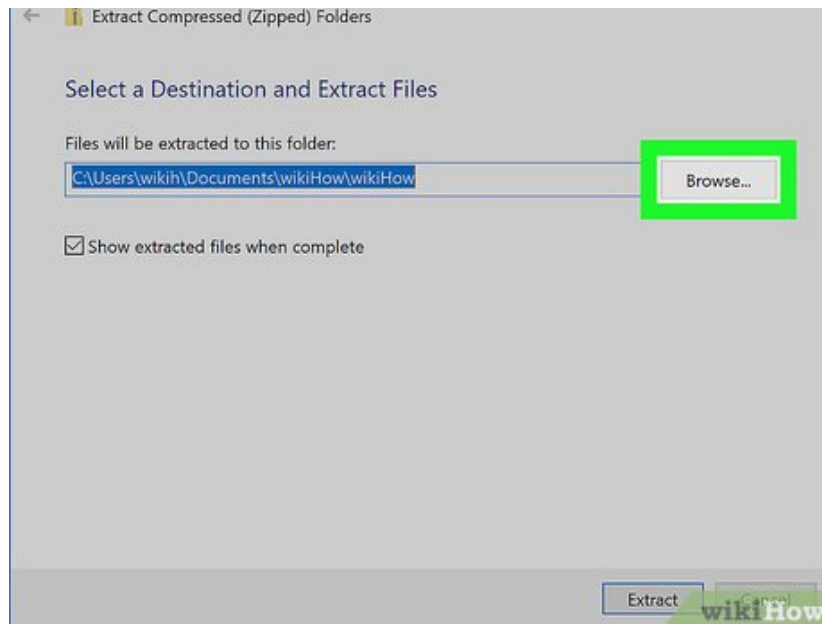 Extract Compressed (Zipped) Folders
Select a Destination and Extract Files
Files will be extracted to this folder:
C:\Users\wikih\Documents\wikiHow\wikiHow
Browse...
Show extracted files when complete
Extract
Cancel
wikiHow